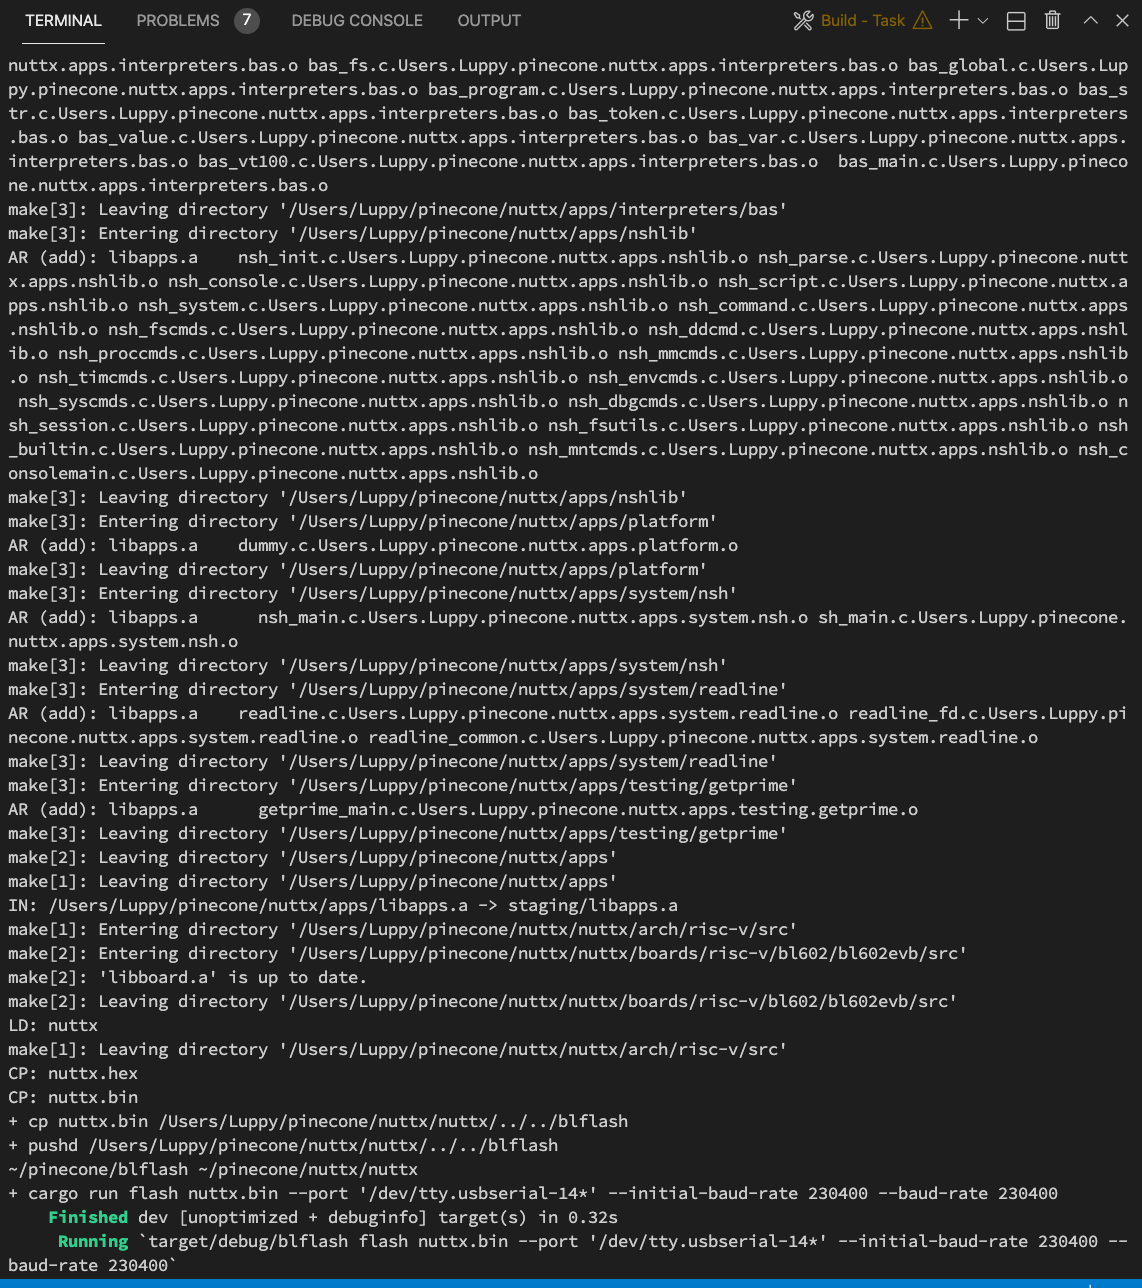 TERMINAL PROBLEMS 7 DEBUG CONSOLE OUTPUT Build - Task
nuttx.apps.interpreters.bas.o bas_fs.c.Users.Luppy.pinecone.nuttx.apps.interpreters.bas.o bas_global.c.Users.Lup
py.pinecone.nuttx.apps.interpreters.bas.o bas_program.c.Users.Luppy.pinecone.nuttx.apps.interpreters.bas.o bas_s
tr.c.Users.Luppy.pinecone.nuttx.apps.interpreters.bas.o bas_token.c.Users.Luppy.pinecone.nuttx.apps.interpreters
.bas.o bas_value.c.Users.Luppy.pinecone.nuttx.apps.interpreters.bas.o bas_var.c.Users.Luppy.pinecone.nuttx.apps.
interpreters.bas.o bas_vt100.c.Users.Luppy.pinecone.nuttx.apps.interpreters.bas.o  bas_main.c.Users.Luppy.pineco
ne.nuttx.apps.interpreters.bas.o
make[3]: Leaving directory '/Users/Luppy/pinecone/nuttx/apps/interpreters/bas'
make[3]: Entering directory '/Users/Luppy/pinecone/nuttx/apps/nshlib'
AR (add): libapps.a    nsh_init.c.Users.Luppy.pinecone.nuttx.apps.nshlib.o nsh_parse.c.Users.Luppy.pinecone.nutt
x.apps.nshlib.o nsh_console.c.Users.Luppy.pinecone.nuttx.apps.nshlib.o nsh_script.c.Users.Luppy.pinecone.nuttx.a
pps.nshlib.o nsh_system.c.Users.Luppy.pinecone.nuttx.apps.nshlib.o nsh_command.c.Users.Luppy.pinecone.nuttx.apps
.nshlib.o nsh_fscmds.c.Users.Luppy.pinecone.nuttx.apps.nshlib.o nsh_ddcmd.c.Users.Luppy.pinecone.nuttx.apps.nshl
ib.o nsh_proccmds.c.Users.Luppy.pinecone.nuttx.apps.nshlib.o nsh_mmcmds.c.Users.Luppy.pinecone.nuttx.apps.nshlib
.o nsh_timcmds.c.Users.Luppy.pinecone.nuttx.apps.nshlib.o nsh_envcmds.c.Users.Luppy.pinecone.nuttx.apps.nshlib.o
 nsh_syscmds.c.Users.Luppy.pinecone.nuttx.apps.nshlib.o nsh_dbgcmds.c.Users.Luppy.pinecone.nuttx.apps.nshlib.o n
sh_session.c.Users.Luppy.pinecone.nuttx.apps.nshlib.o nsh_fsutils.c.Users.Luppy.pinecone.nuttx.apps.nshlib.o nsh
_builtin.c.Users.Luppy.pinecone.nuttx.apps.nshlib.o nsh_mntcmds.c.Users.Luppy.pinecone.nuttx.apps.nshlib.o nsh_c
onsolemain.c.Users.Luppy.pinecone.nuttx.apps.nshlib.o
make[3]: Leaving directory '/Users/Luppy/pinecone/nuttx/apps/nshlib'
make[3]: Entering directory '/Users/Luppy/pinecone/nuttx/apps/platform'
AR (add): libapps.a    dummy.c.Users.Luppy.pinecone.nuttx.apps.platform.o
make[3]: Leaving directory '/Users/Luppy/pinecone/nuttx/apps/platform'
make[3]: Entering directory '/Users/Luppy/pinecone/nuttx/apps/system/nsh'
AR (add): libapps.a      nsh_main.c.Users.Luppy.pinecone.nuttx.apps.system.nsh.o sh_main.c.Users.Luppy.pinecone.
nuttx.apps.system.nsh.o
make[3]: Leaving directory '/Users/Luppy/pinecone/nuttx/apps/system/nsh'
make[3]: Entering directory '/Users/Luppy/pinecone/nuttx/apps/system/readline'
AR (add): libapps.a    readline.c.Users.Luppy.pinecone.nuttx.apps.system.readline.o readline_fd.c.Users.Luppy.pi
necone.nuttx.apps.system.readline.o readline_common.c.Users.Luppy.pinecone.nuttx.apps.system.readline.o
make[3]: Leaving directory '/Users/Luppy/pinecone/nuttx/apps/system/readline'
make[3]: Entering directory '/Users/Luppy/pinecone/nuttx/apps/testing/getprime'
AR (add): libapps.a      getprime_main.c.Users.Luppy.pinecone.nuttx.apps.testing.getprime.o
make[3]: Leaving directory '/Users/Luppy/pinecone/nuttx/apps/testing/getprime'
make[2]: Leaving directory '/Users/Luppy/pinecone/nuttx/apps'
make[1]: Leaving directory '/Users/Luppy/pinecone/nuttx/apps'
IN: /Users/Luppy/pinecone/nuttx/apps/libapps.a -> staging/libapps.a
make[1]: Entering directory '/Users/Luppy/pinecone/nuttx/nuttx/arch/risc-v/src'
make[2]: Entering directory '/Users/Luppy/pinecone/nuttx/nuttx/boards/risc-v/bl602/bl602evb/src'
make[2]: 'libboard.a' is up to date.
make[2]: Leaving directory '/Users/Luppy/pinecone/nuttx/nuttx/boards/risc-v/bl602/bl602evb/src'
LD: nuttx
make[1]: Leaving directory '/Users/Luppy/pinecone/nuttx/nuttx/arch/risc-v/src'
CP: nuttx.hex
CP: nuttx.bin
+ cp nuttx.bin /Users/Luppy/pinecone/nuttx/nuttx/../../blflash
+ pushd /Users/Luppy/pinecone/nuttx/nuttx/../../blflash
~/pinecone/blflash ~/pinecone/nuttx/nuttx
+ cargo run flash nuttx.bin --port '/dev/tty.usbserial-14*' --initial-baud-rate 230400 --baud-rate 230400
    Finished dev [unoptimized + debuginfo] target(s) in 0.32s
     Running `target/debug/blflash flash nuttx.bin --port '/dev/tty.usbserial-14*' --initial-baud-rate 230400 --
baud-rate 230400`